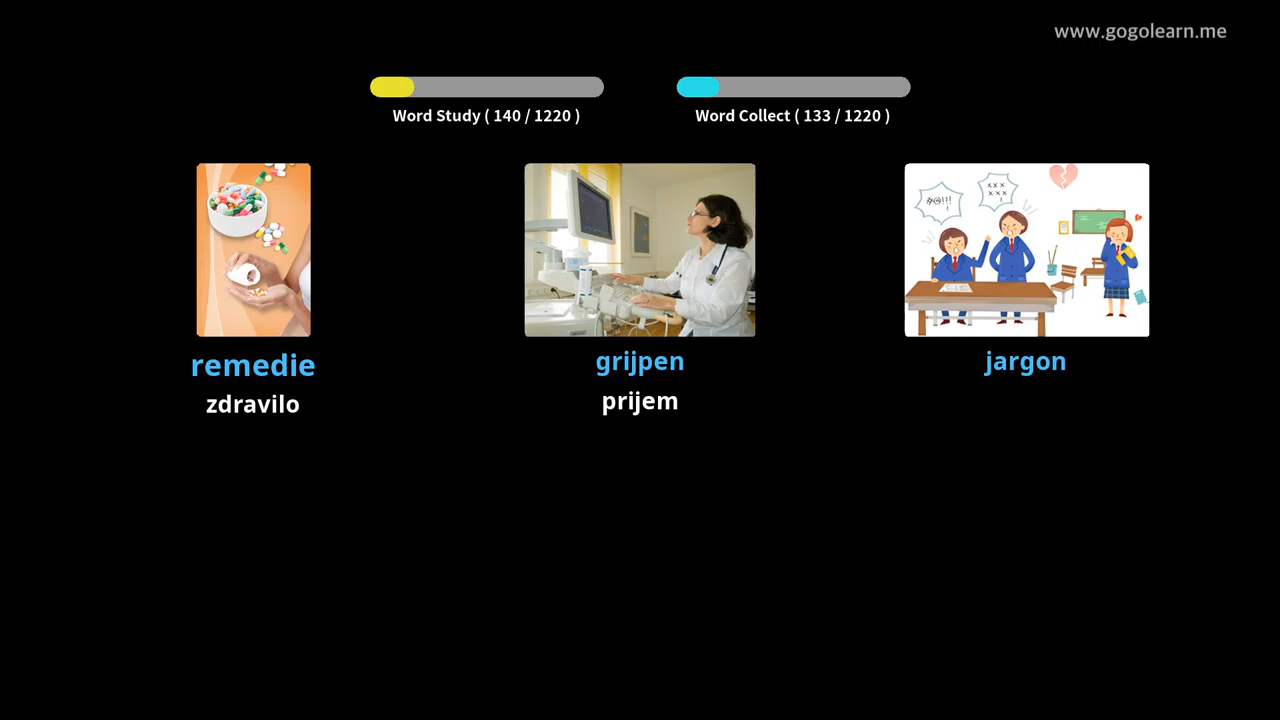 www.gogolearn.me
Word Study ( 140 / 1220 )
Word Collect ( 133 / 1220 )
remedie
zdravilo
grijpen
prijem
jargon